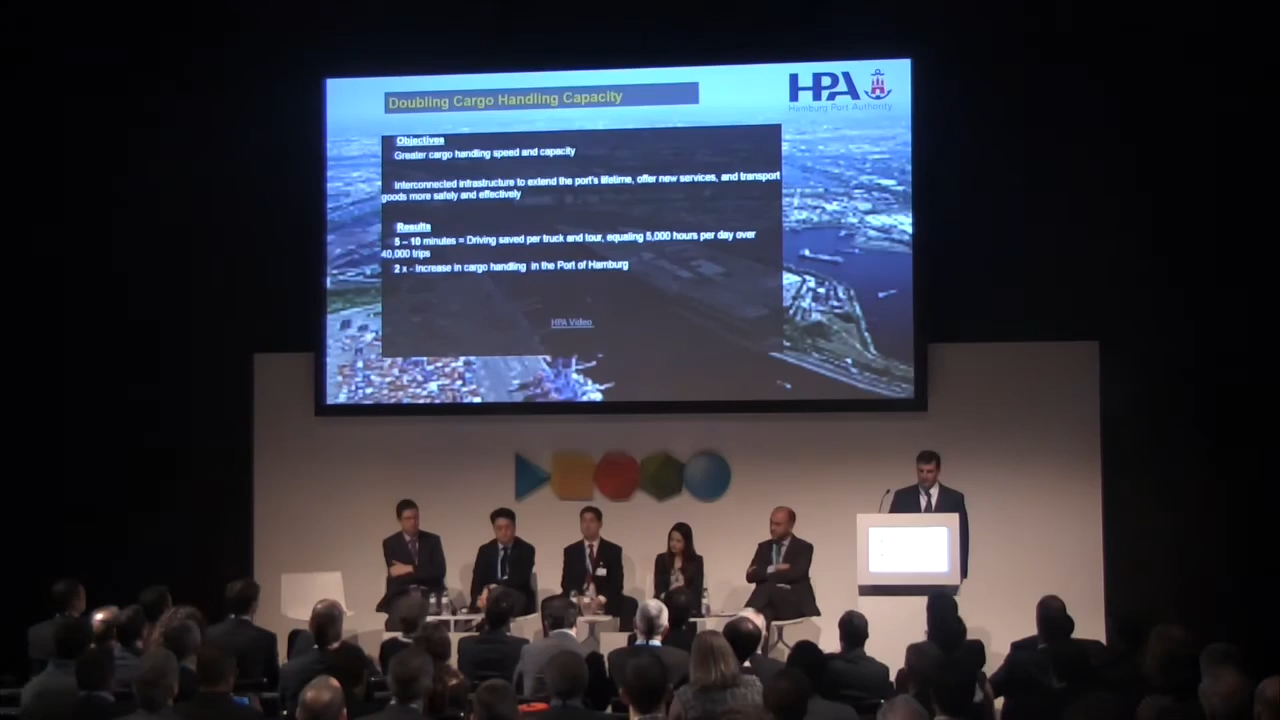 Doubling Cargo Handling Capacity
HPA
Hamburg Port Authority
Objectives
Greater cargo handling speed and capacity
Interconnected infrastructure to extend the port's lifetime, offer new services, and transport
goods more safely and effectively
Results
5 – 10 minutes = Driving saved per truck and tour, equaling 5,000 hours per day over
40,000 trips
2 x - Increase in cargo handling in the Port of Hamburg
HPA Video